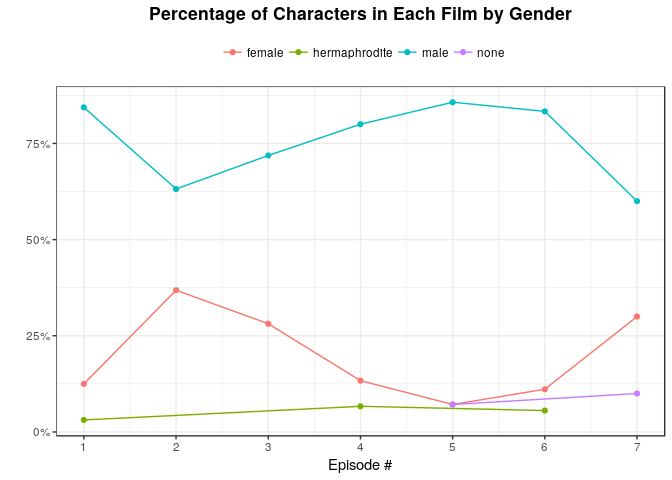 Percentage of Characters in Each Film by Gender
female hermaphrodite male none
75%
50%
25%
0%
1 2 3 4 5 6 7
Episode #